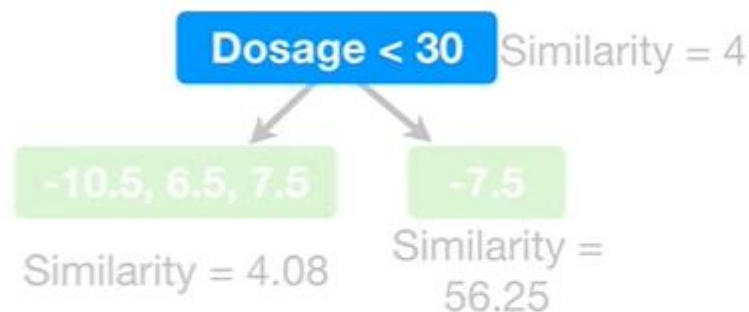 Dosage < 30 Similarity = 4
-10.5, 6.5, 7.5 -7.5
Similarity = 4.08
Similarity =
56.25